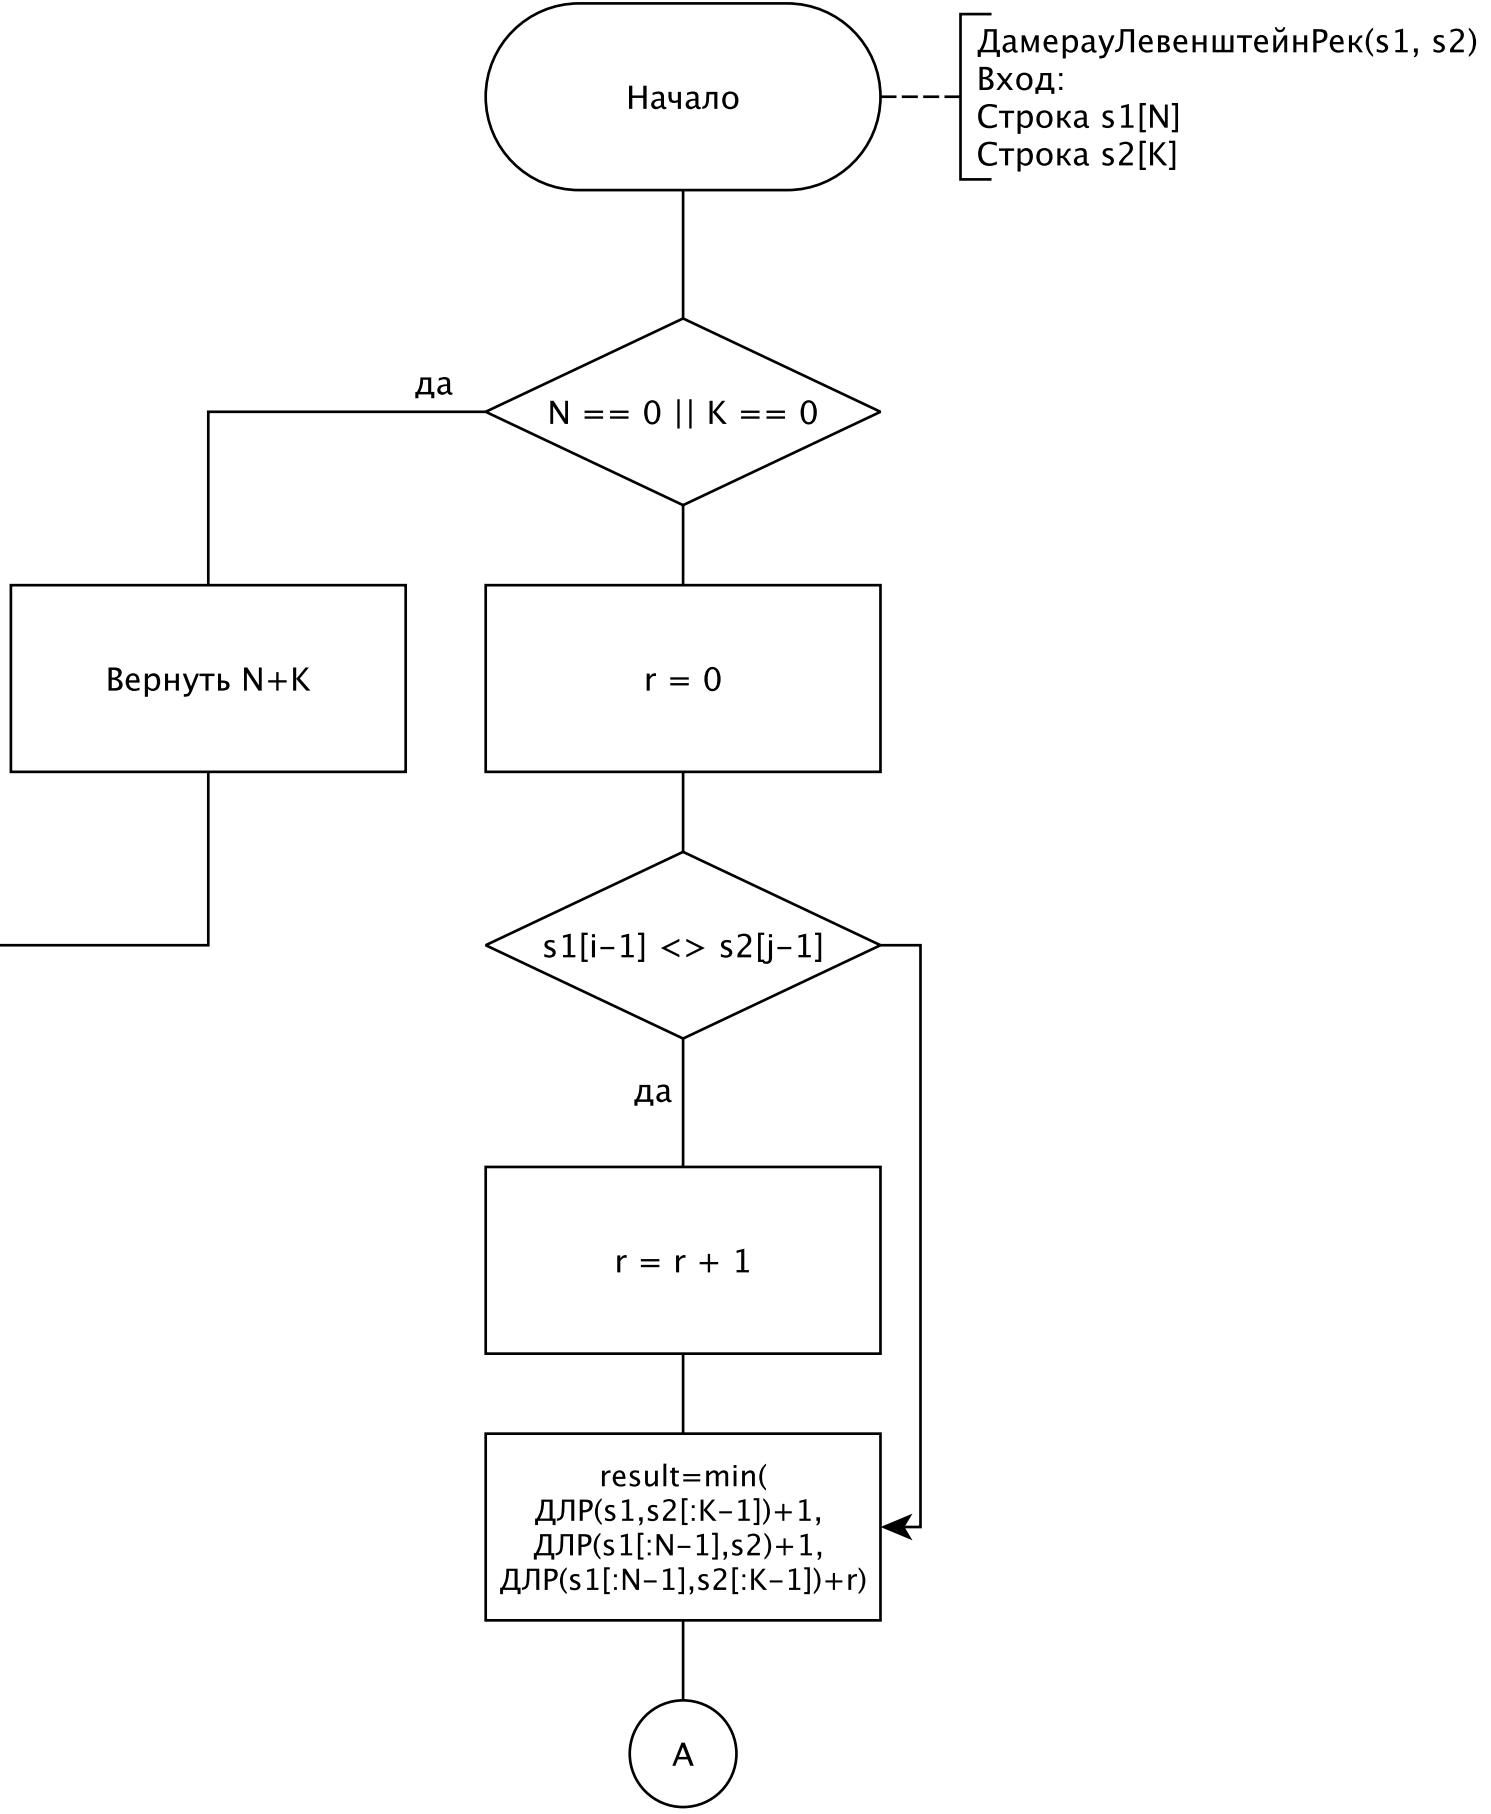 Начало
ДамерауЛевенштейнРек(s1, s2)
Вход:
Строка s1[N]
Строка s2[K]
да
N == 0 || K == 0
Вернуть N+K
r = 0
s1[i-1] <> s2[j-1]
да
r = r + 1
result=min(
ДЛР(s1,s2[:K-1])+1,
ДЛР(s1[:N-1],s2)+1,
ДЛР(s1[:N-1],s2[:K-1])+r)
A